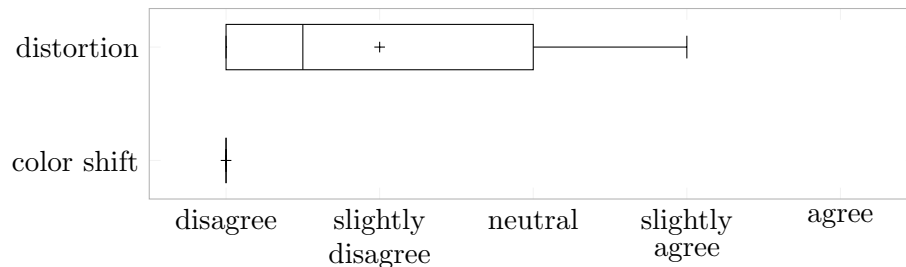 distortion
color shift
disagree
slightly
disagree
neutral
slightly
agree
agree